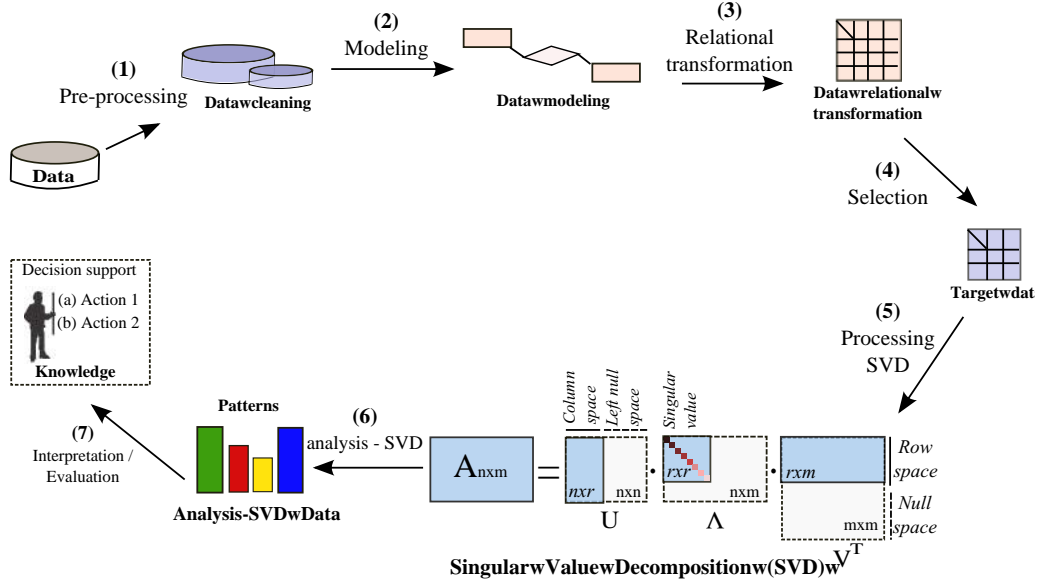 (1)
Pre-processing
Data
Datawcleaning
(2)
Modeling
Datawmodeling
(3)
Relational
transformation
Datawrelationalw
transformation
(4)
Selection
Targetwdat
(5)
Processing
SVD
Column
space
Left null
space
Singular
value
Anxm
=
nxr
nxn
U
·
rxr
nxm
Λ
·
rxm
mxm
VT
Row
space
Null
space
SingularwValuewDecompositionw(SVD)w
(6)
analysis - SVD
Patterns
Analysis-SVDwData
(7)
Interpretation /
Evaluation
Decision support
(a) Action 1
(b) Action 2
Knowledge